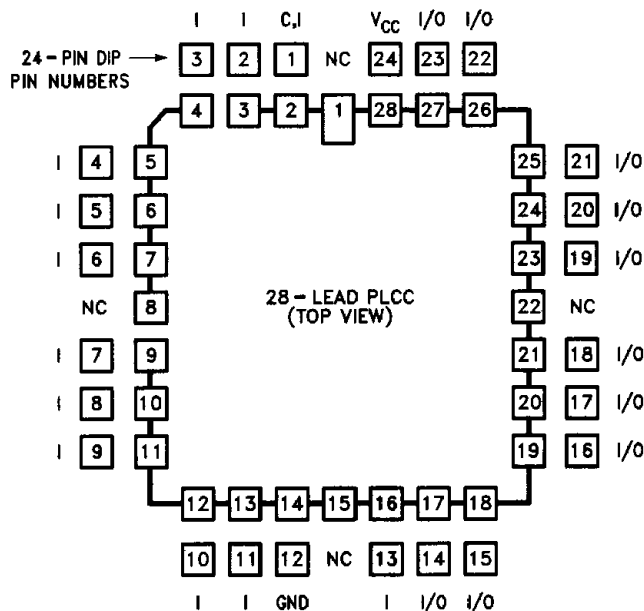 I I C,I V_CC I/O I/O
24-PIN DIP PIN NUMBERS
3 2 1 NC 24 23 22
4 3 2 1 28 27 26
I 4 5 25 21 I/O
I 5 6 24 20 I/O
I 6 7 23 19 I/O
NC 8 22 NC
28-LEAD PLCC
(TOP VIEW)
I 7 9 21 18 I/O
I 8 10 20 17 I/O
I 9 11 19 16 I/O
12 13 14 15 16 17 18
10 11 12 NC 13 14 15
I I GND I I/O I/O